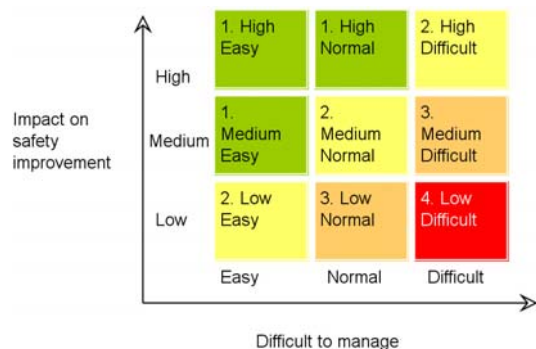 1. High
Easy
1. High
Normal
2. High
Difficult
High
Impact on
safety
improvement
Medium
1.
Medium
Easy
2.
Medium
Normal
3.
Medium
Difficult
Low
2. Low
Easy
3. Low
Normal
4. Low
Difficult
Easy
Normal
Difficult
Difficult to manage